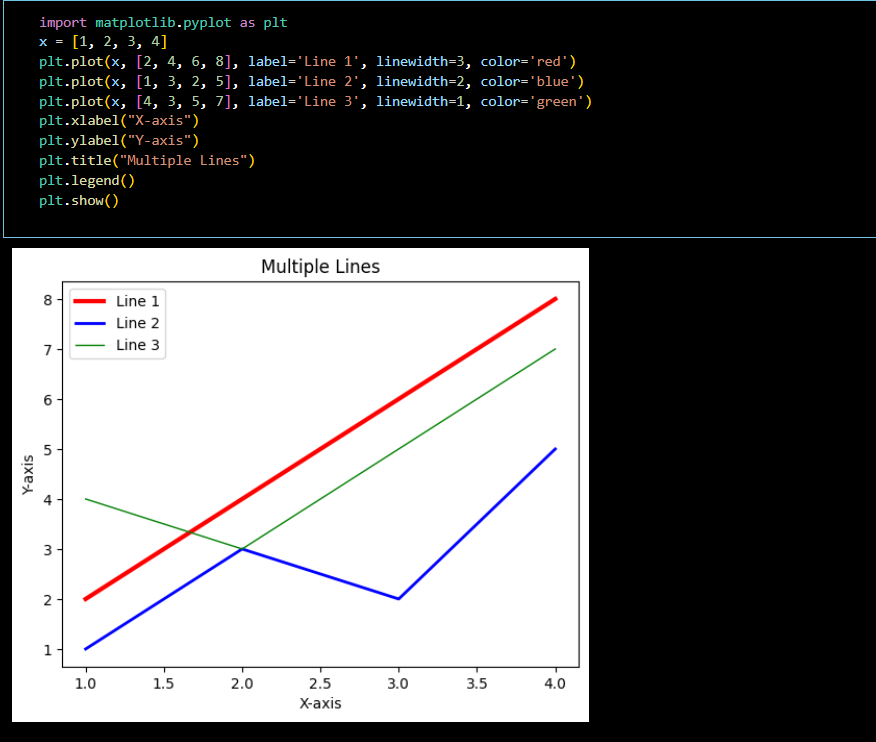 import matplotlib.pyplot as plt
x = [1, 2, 3, 4]
plt.plot(x, [2, 4, 6, 8], label='Line 1', linewidth=3, color='red')
plt.plot(x, [1, 3, 2, 5], label='Line 2', linewidth=2, color='blue')
plt.plot(x, [4, 3, 5, 7], label='Line 3', linewidth=1, color='green')
plt.xlabel("X-axis")
plt.ylabel("Y-axis")
plt.title("Multiple Lines")
plt.legend()
plt.show()
Multiple Lines
Line 1
Line 2
Line 3
8
7
6
5
4
3
2
1
Y-axis
1.0 1.5 2.0 2.5 3.0 3.5 4.0
X-axis